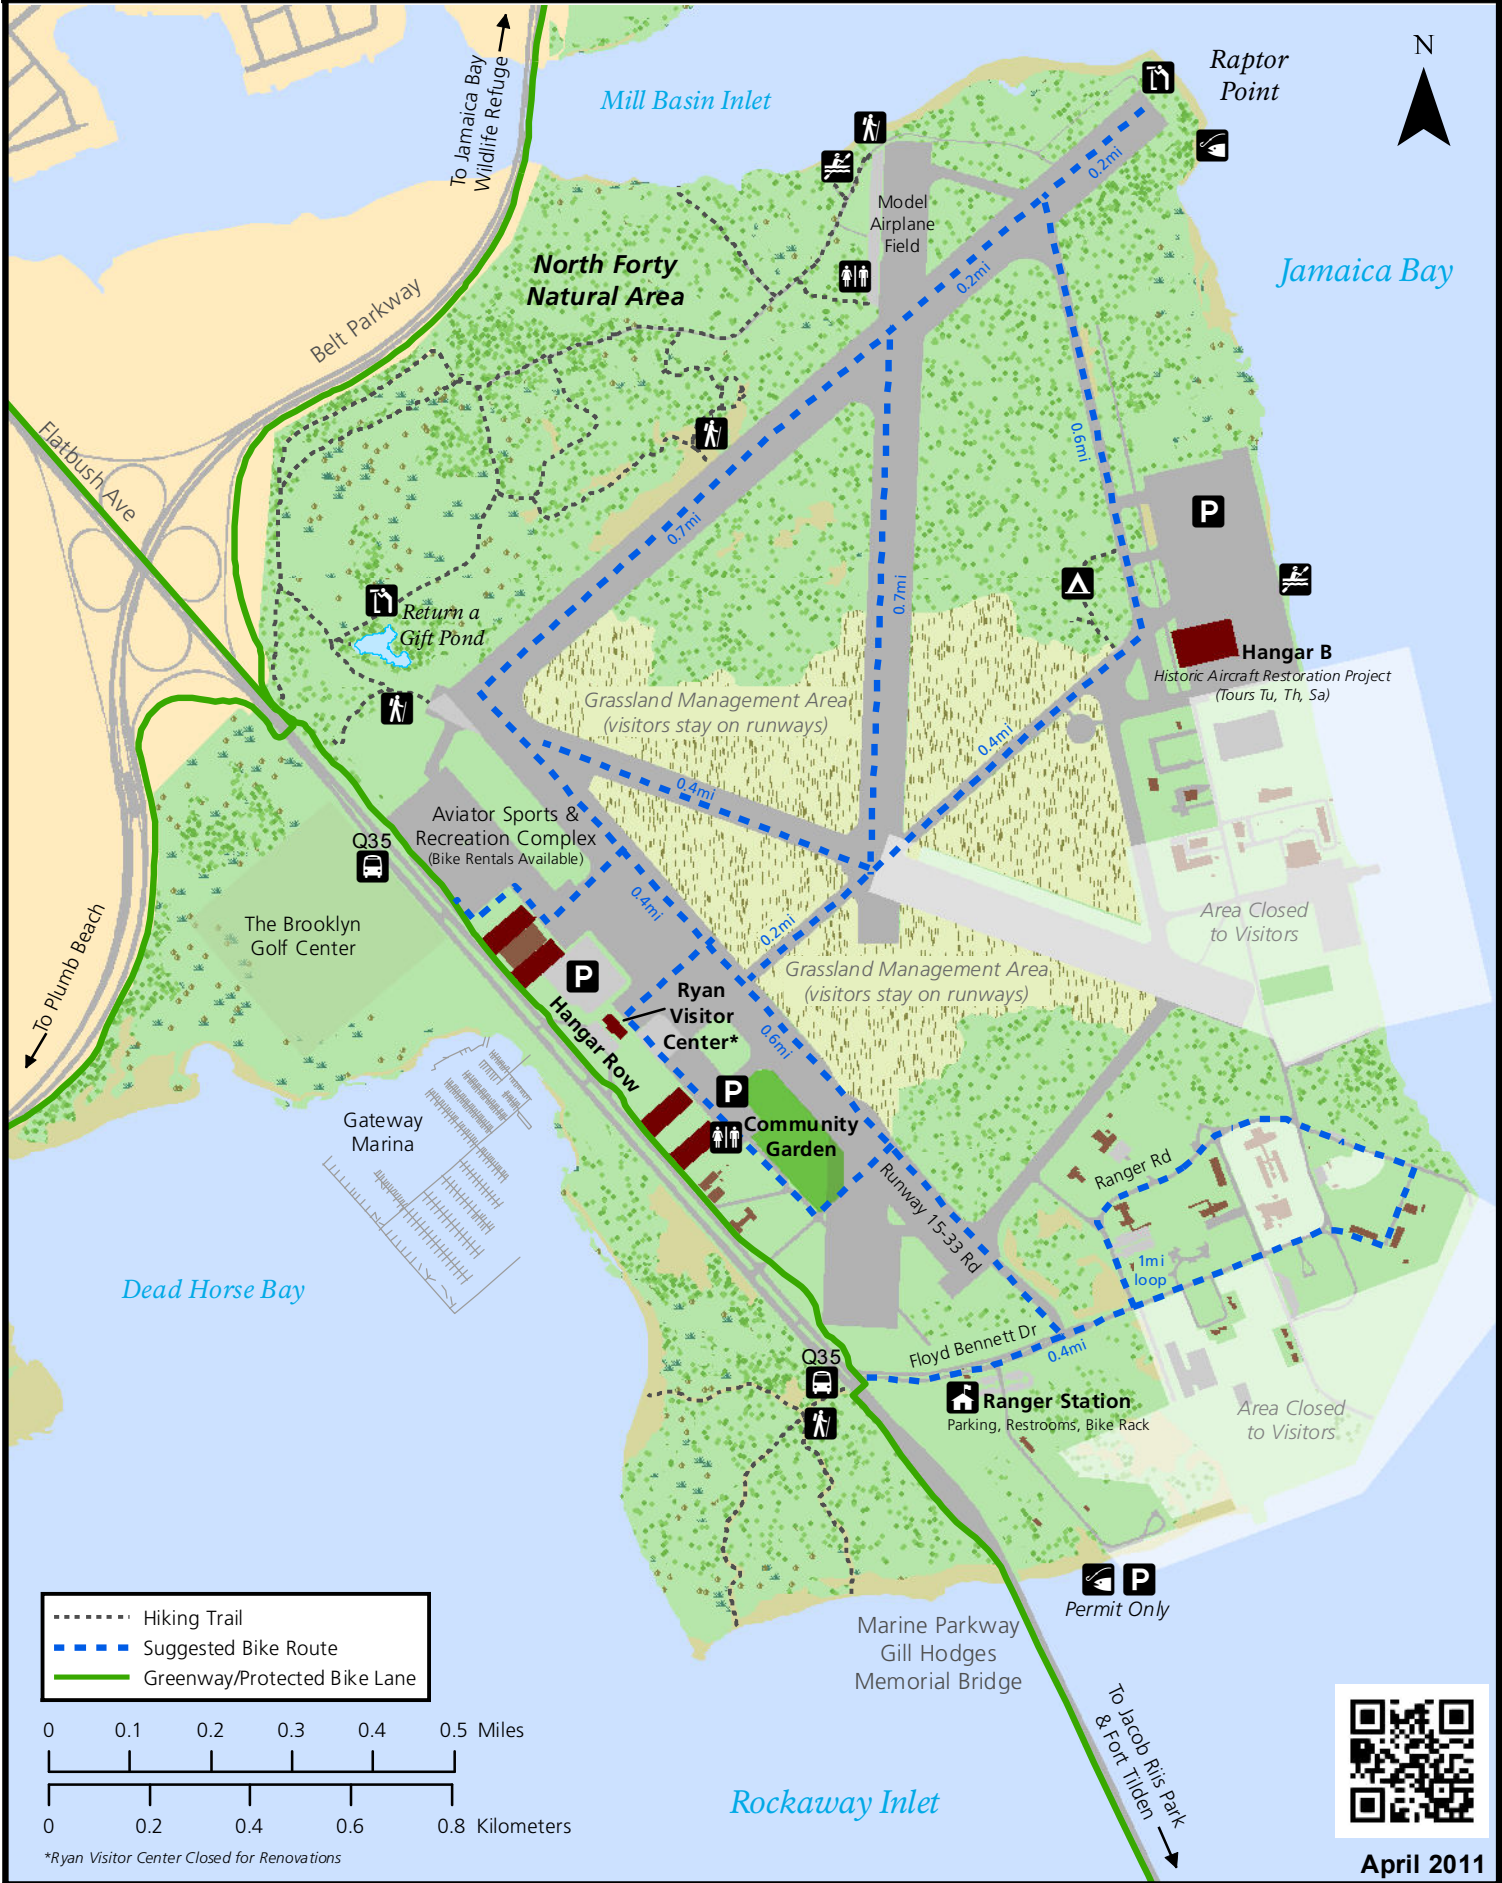 N
Raptor
Point
To Jamaica Bay
Wildlife Refuge
Mill Basin Inlet
0.2mi
Model
Airplane
Field
North Forty
Natural Area
0.2mi
Jamaica Bay
Belt Parkway
Flatbush Ave
0.6mi
P
0.7mi
0.7mi
Return a
Gift Pond
Hangar B
Historic Aircraft Restoration Project
(Tours Tu, Th, Sa)
Grassland Management Area
(visitors stay on runways)
0.4mi
0.4mi
Aviator Sports &
Recreation Complex
(Bike Rentals Available)
Q35
0.4mi
The Brooklyn
Golf Center
Area Closed
to Visitors
0.2mi
To Plumb Beach
P
Grassland Management Area
(visitors stay on runways)
Ryan
Visitor
Center*
Hangar Row
0.6mi
P
Gateway
Marina
Community
Garden
Ranger Rd
Runway 15-33 Rd
1mi
loop
Dead Horse Bay
Floyd Bennett Dr
0.4mi
Q35
Ranger Station
Parking, Restrooms, Bike Rack
Area Closed
to Visitors
P
Permit Only
Hiking Trail
Suggested Bike Route
Greenway/Protected Bike Lane
Marine Parkway
Gill Hodges
Memorial Bridge
To Jacob Riis Park
& Fort Tilden
0 0.1 0.2 0.3 0.4 0.5 Miles
0 0.2 0.4 0.6 0.8 Kilometers
Rockaway Inlet
*Ryan Visitor Center Closed for Renovations
April 2011